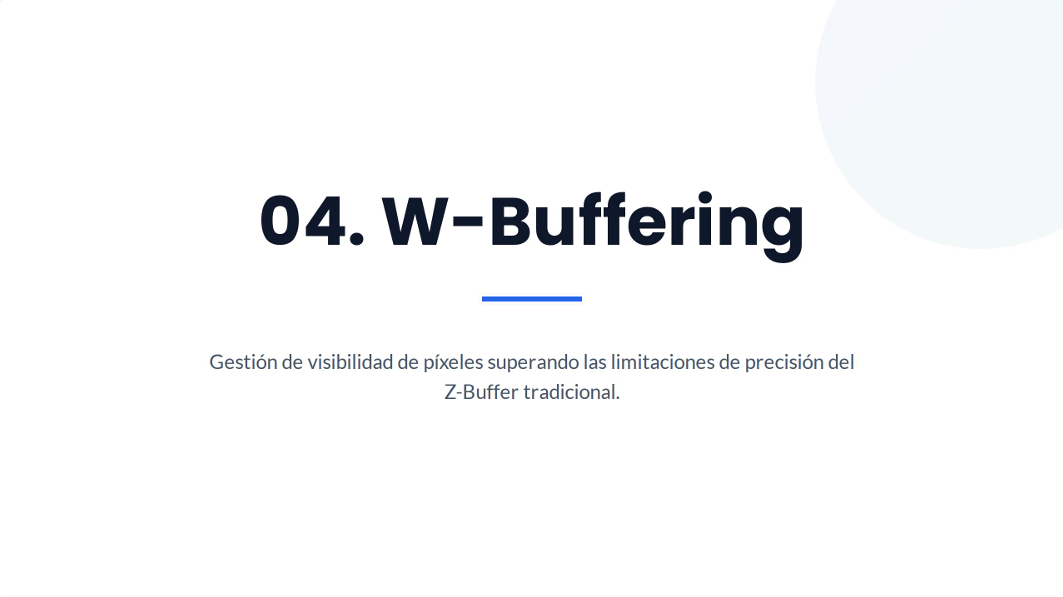 04. W-Buffering
Gestión de visibilidad de píxeles superando las limitaciones de precisión del
Z-Buffer tradicional.